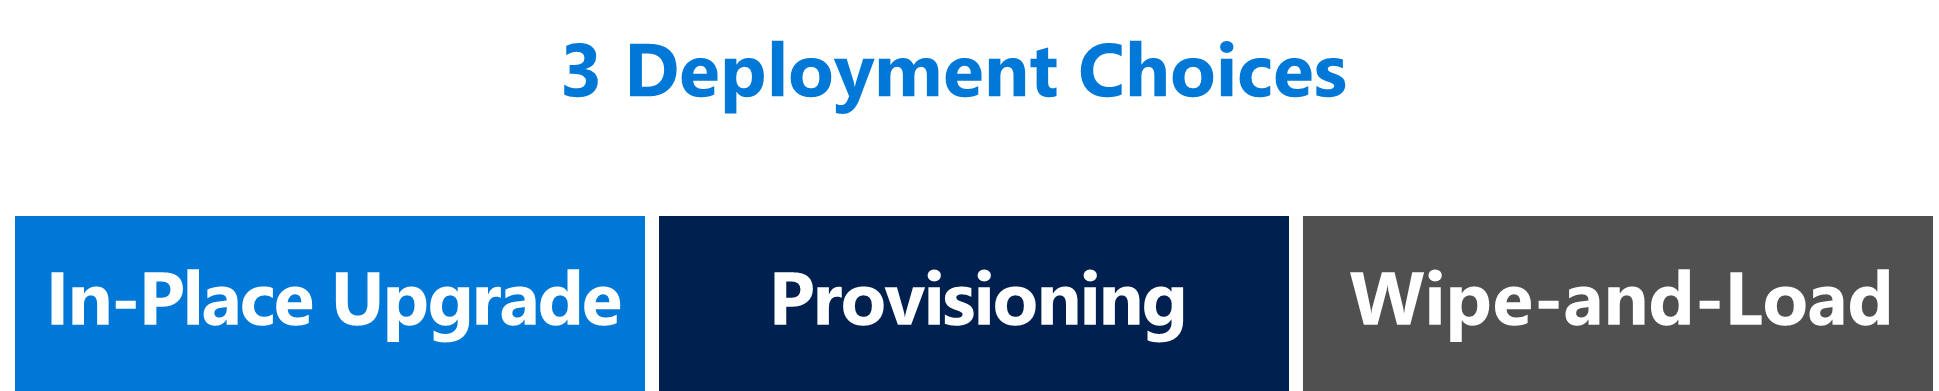 3 Deployment Choices
In-Place Upgrade
Provisioning
Wipe-and-Load